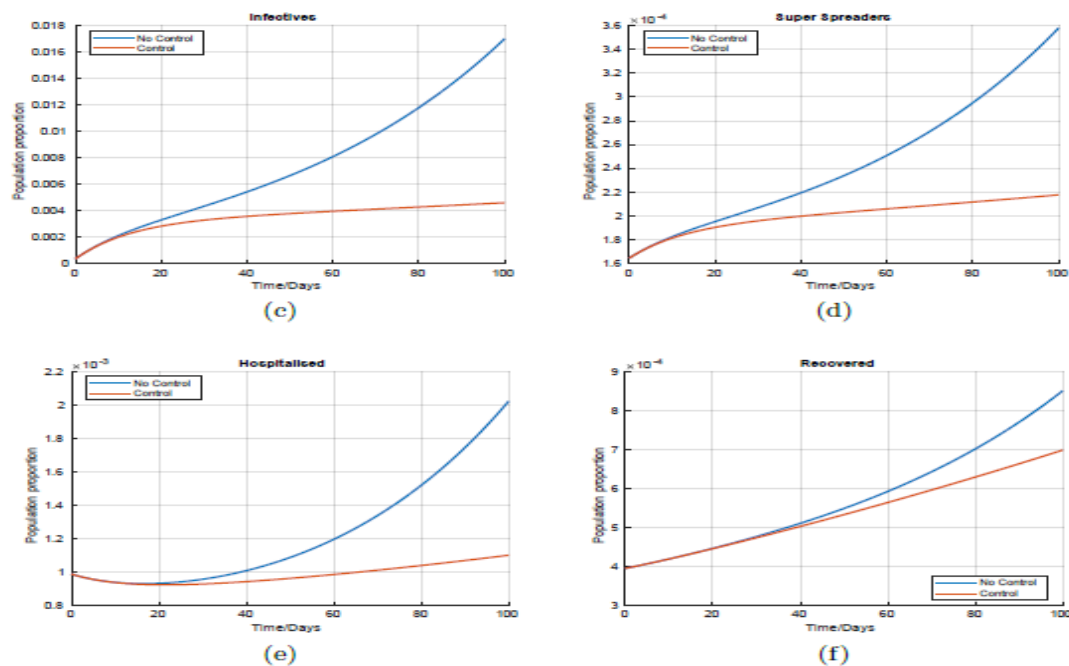 Infectives
No Control
Control
Population proportion
0.018
0.016
0.014
0.012
0.01
0.008
0.006
0.004
0.002
0
0 20 40 60 80 100
Time/Days
(c)
Super Spreaders
×10⁻⁴
No Control
Control
Population proportion
3.6
3.4
3.2
3
2.8
2.6
2.4
2.2
2
1.8
1.6
0 20 40 60 80 100
Time/Days
(d)
Hospitalised
×10⁻³
No Control
Control
Population proportion
2.2
2
1.8
1.6
1.4
1.2
1
0.8
0 20 40 60 80 100
Time/Days
(e)
Recovered
×10⁻⁴
Population proportion
9
8
7
6
5
4
3
No Control
Control
0 20 40 60 80 100
Time/Days
(f)